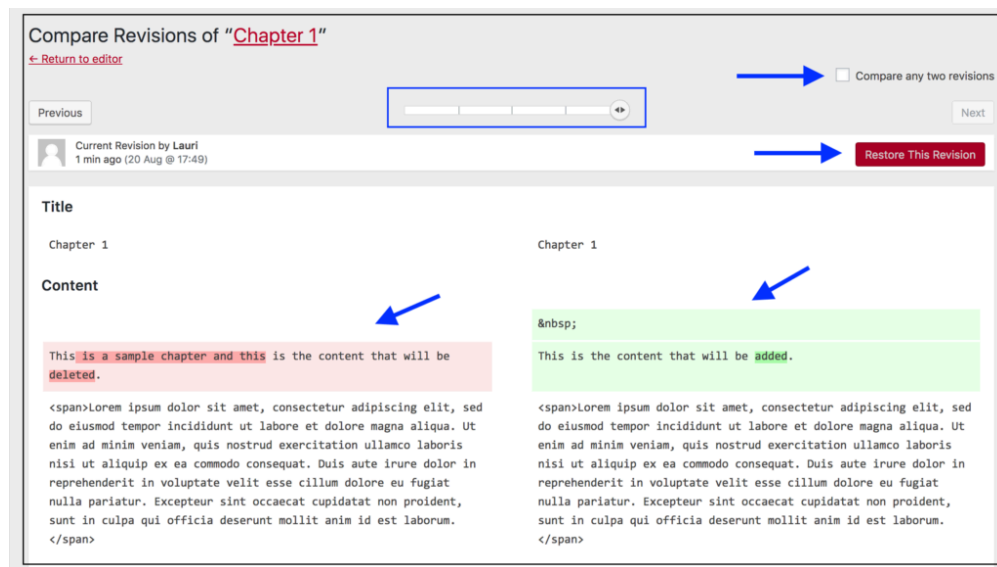 Compare Revisions of “Chapter 1”
← Return to editor
Compare any two revisions
Previous
Next
Current Revision by Lauri
1 min ago (20 Aug @ 17:49)
Restore This Revision
Title
Chapter 1
Chapter 1
Content
&nbsp;
This is a sample chapter and this is the content that will be
deleted.
This is the content that will be added.
<span>Lorem ipsum dolor sit amet, consectetur adipiscing elit, sed
do eiusmod tempor incididunt ut labore et dolore magna aliqua. Ut
enim ad minim veniam, quis nostrud exercitation ullamco laboris
nisi ut aliquip ex ea commodo consequat. Duis aute irure dolor in
reprehenderit in voluptate velit esse cillum dolore eu fugiat
nulla pariatur. Excepteur sint occaecat cupidatat non proident,
sunt in culpa qui officia deserunt mollit anim id est laborum.
</span>
<span>Lorem ipsum dolor sit amet, consectetur adipiscing elit, sed
do eiusmod tempor incididunt ut labore et dolore magna aliqua. Ut
enim ad minim veniam, quis nostrud exercitation ullamco laboris
nisi ut aliquip ex ea commodo consequat. Duis aute irure dolor in
reprehenderit in voluptate velit esse cillum dolore eu fugiat
nulla pariatur. Excepteur sint occaecat cupidatat non proident,
sunt in culpa qui officia deserunt mollit anim id est laborum.
</span>